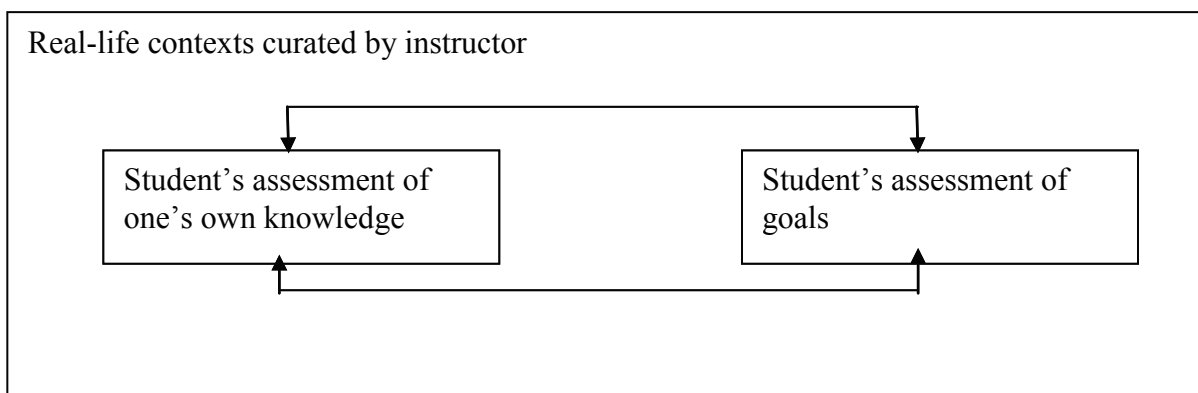 Real-life contexts curated by instructor
Student’s assessment of
one’s own knowledge
Student’s assessment of
goals